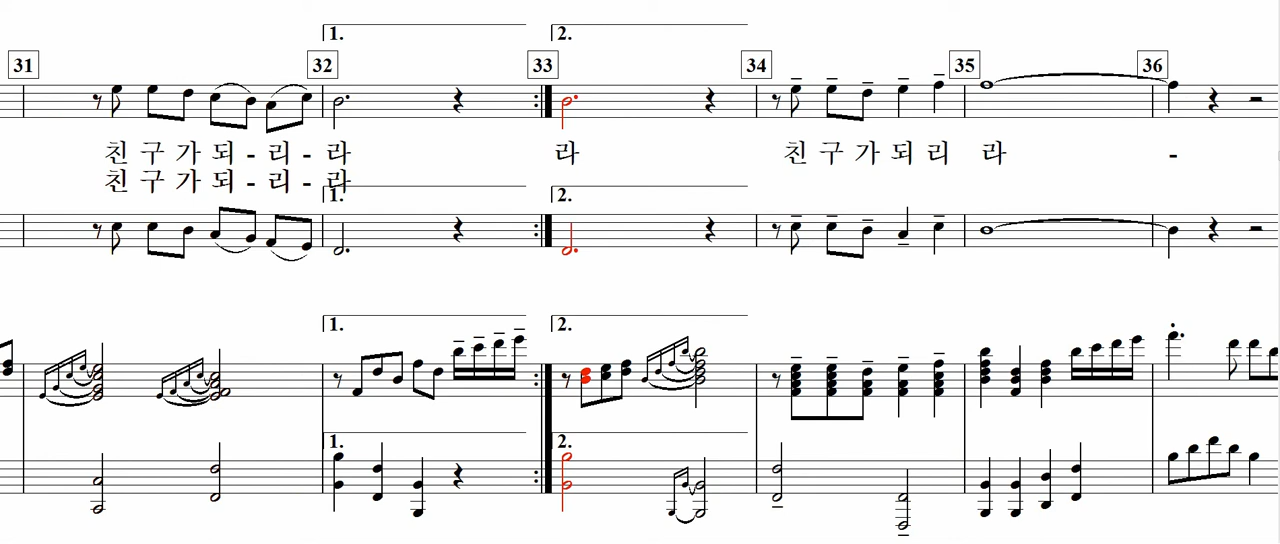 1. 2.
31 32 33 34 35 36
친 구 가 되 - 리 - 라 라 친 구 가 되 리 라 -
친 구 가 되 - 리 - 라
1. 2.
1. 2.
1. 2.